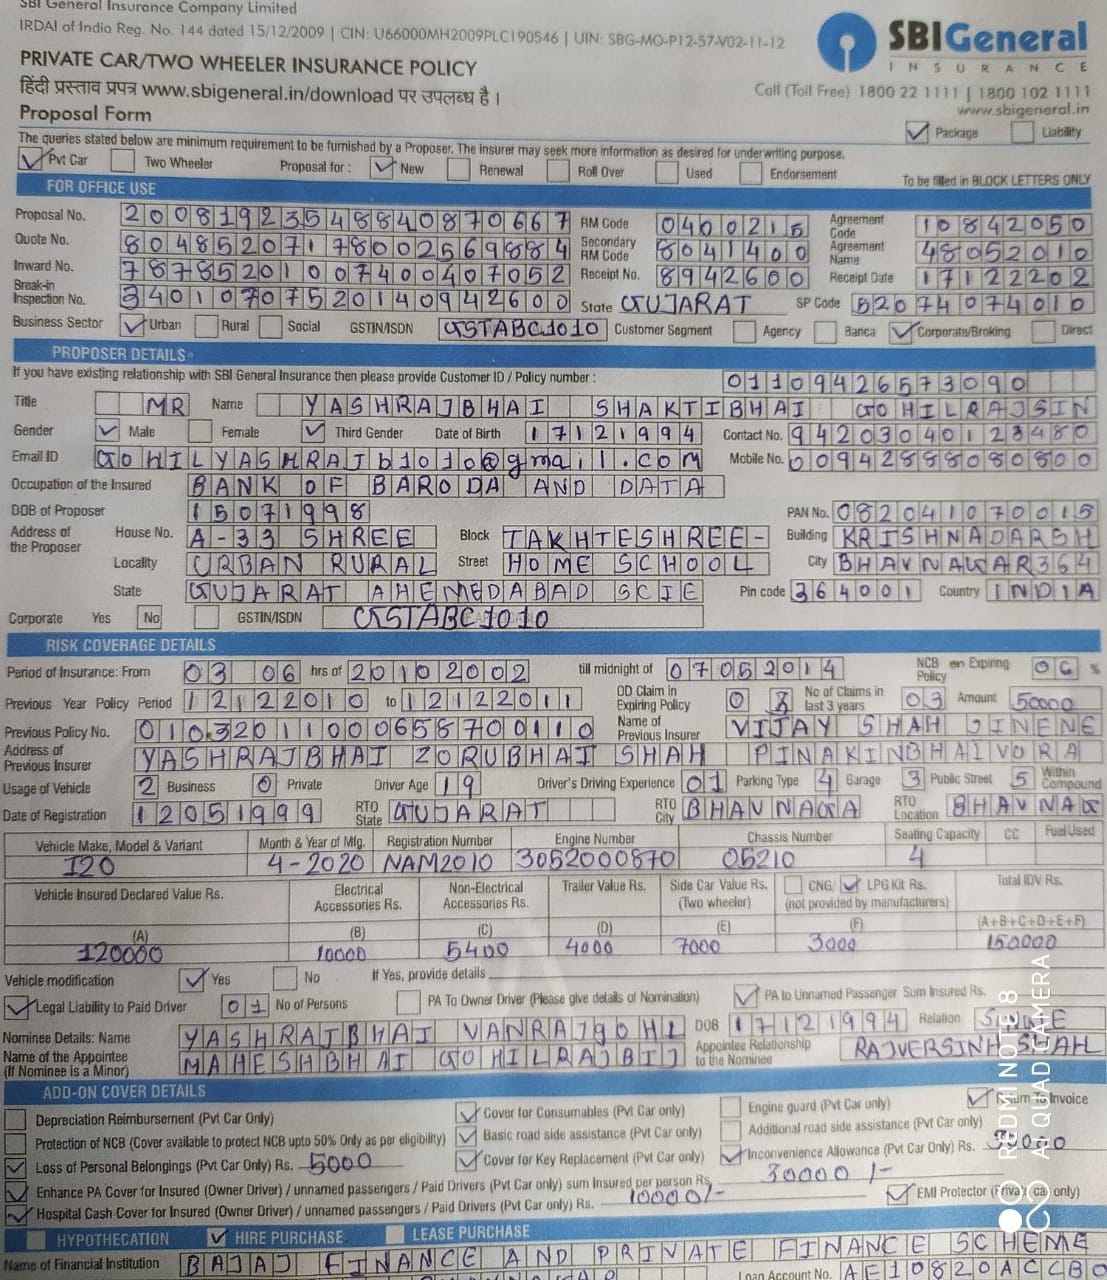 SBI General Insurance Company Limited
IRDAI of India Reg. No. 144 dated 15/12/2009 | CIN: U66000MH2009PLC190546 | UIN: SBG-MO-P12-57-V02-11-12
SBIGeneral
INSURANCE
PRIVATE CAR/TWO WHEELER INSURANCE POLICY
हिंदी प्रस्ताव प्रपत्र www.sbigeneral.in/download पर उपलब्ध है।
Call (Toll Free) 1800 22 1111 | 1800 102 1111
www.sbigeneral.in
Proposal Form
Package Liability
The queries stated below are minimum requirement to be furnished by a Proposer. The insurer may seek more information as desired for underwriting purpose.
Pvt Car Two Wheeler Proposal for : New Renewal Roll Over Used Endorsement To be filled in BLOCK LETTERS ONLY
FOR OFFICE USE
Proposal No. 20081923548840870667 RM Code 0400215 Agreement Code 10842050
Quote No. 80485207178002569884 Secondary RM Code 8041400 Agreement Name 48052010
Inward No. 78785201007400407052 Receipt No. 8942600 Receipt Date 17122202
Break-in Inspection No. 34010707520140942600 State GUJARAT SP Code 82074074010
Business Sector Urban Rural Social GSTIN/ISDN GSTABC1010 Customer Segment Agency Banca Corporate/Broking Direct
PROPOSER DETAILS
If you have existing relationship with SBI General Insurance then please provide Customer ID / Policy number : 01109426573090
Title MR Name YASHRAJBHAI SHAKTIBHAI GOHILRAJSIN
Gender Male Female Third Gender Date of Birth 17121994 Contact No. 94203040123480
Email ID GOHILYASHRAJb1010@gmail.com Mobile No. 00942888080800
Occupation of the Insured BANK OF BARODA AND DATA
DOB of Proposer 15071998 PAN No. 08204107001​5
Address of the Proposer House No. A-33 SHREE Block TAKHTESHREE- Building KRISHNADARSH
Locality URBAN RURAL Street HOME SCHOOL City BHAVNAGAR364
State GUJARAT AHEMEDABAD SCIE Pin code 364001 Country INDIA
Corporate Yes No GSTIN/ISDN GSTABC1010
RISK COVERAGE DETAILS
Period of Insurance: From 03 06 hrs of 20102002 till midnight of 07052014 NCB on Expiring Policy 06 %
Previous Year Policy Period 12122010 to 12122011 OD Claim in Expiring Policy 0 No of Claims in last 3 years 03 Amount 50000
Previous Policy No. 01032011000658700110 Name of Previous Insurer VIJAY SHAH JINENE
Address of Previous Insurer YASHRAJBHAI ZORUBHAI SHAH PINAKINBHAIVORA
Usage of Vehicle 2 Business 0 Private Driver Age 19 Driver's Driving Experience 01 Parking Type 4 Garage 3 Public Street 5 Within Compound
Date of Registration 12051999 RTO State GUJARAT RTO City BHAVNAGA RTO Location BHAVNAG
Vehicle Make, Model & Variant Month & Year of Mfg. Registration Number Engine Number Chassis Number Seating Capacity CC Fuel Used
I20 4-2020 NAM2010 3052000870 05210 4
Vehicle Insured Declared Value Rs. Electrical Accessories Rs. Non-Electrical Accessories Rs. Trailer Value Rs. Side Car Value Rs. (Two wheeler) CNG/ LPG Kit Rs. (not provided by manufacturers) Total IDV Rs.
(A) (B) (C) (D) (E) (F) (A+B+C+D+E+F)
120000 10000 5400 4000 7000 3000 150000
Vehicle modification Yes No If Yes, provide details
Legal Liability to Paid Driver 01 No of Persons PA To Owner Driver (Please give details of Nomination) PA to Unnamed Passenger Sum Insured Rs.
Nominee Details: Name YASHRAJBHAI VANRAJGOHL DOB 17121994 Relation
Name of the Appointee (If Nominee is a Minor) MAHESHBHAI GOHILRAJBIJ Appointee Relationship to the Nominee RAJVERSINH SHAH
ADD-ON COVER DETAILS
Depreciation Reimbursement (Pvt Car Only) Cover for Consumables (Pvt Car only) Engine guard (Pvt Car only) Return To Invoice
Protection of NCB (Cover available to protect NCB upto 50% Only as per eligibility) Basic road side assistance (Pvt Car only) Additional road side assistance (Pvt Car only)
Loss of Personal Belongings (Pvt Car Only) Rs. 5000 Cover for Key Replacement (Pvt Car only) Inconvenience Allowance (Pvt Car Only) Rs.
Enhance PA Cover for Insured (Owner Driver) / unnamed passengers / Paid Drivers (Pvt Car only) sum Insured per person Rs. 30000 /-
Hospital Cash Cover for Insured (Owner Driver) / unnamed passengers / Paid Drivers (Pvt Car only) Rs. 10000/- EMI Protector (Private car only)
HYPOTHECATION HIRE PURCHASE LEASE PURCHASE
Name of Financial Institution BAJAJ FINANCE AND PRIVATE FINANCE SCHEME
Loan Account No. AE10820ACCBO
REDMI NOTE 8
AI QUAD CAMERA